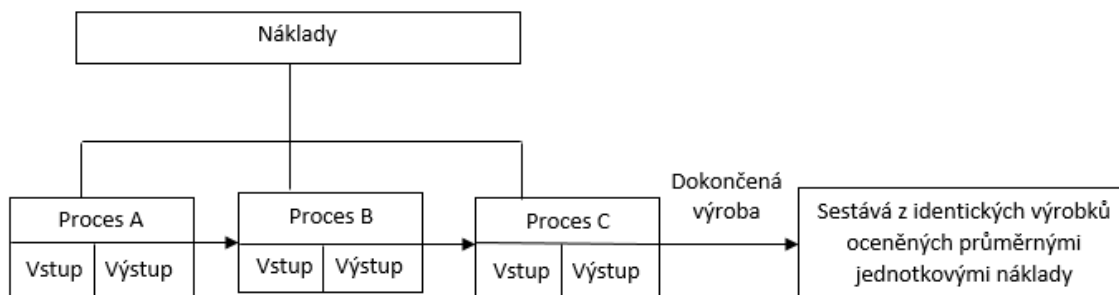 Náklady
Dokončená
výroba
Proces A
Proces B
Proces C
Sestává z identických výrobků
oceněných průměrnými
jednotkovými náklady
Vstup
Výstup
Vstup
Výstup
Vstup
Výstup